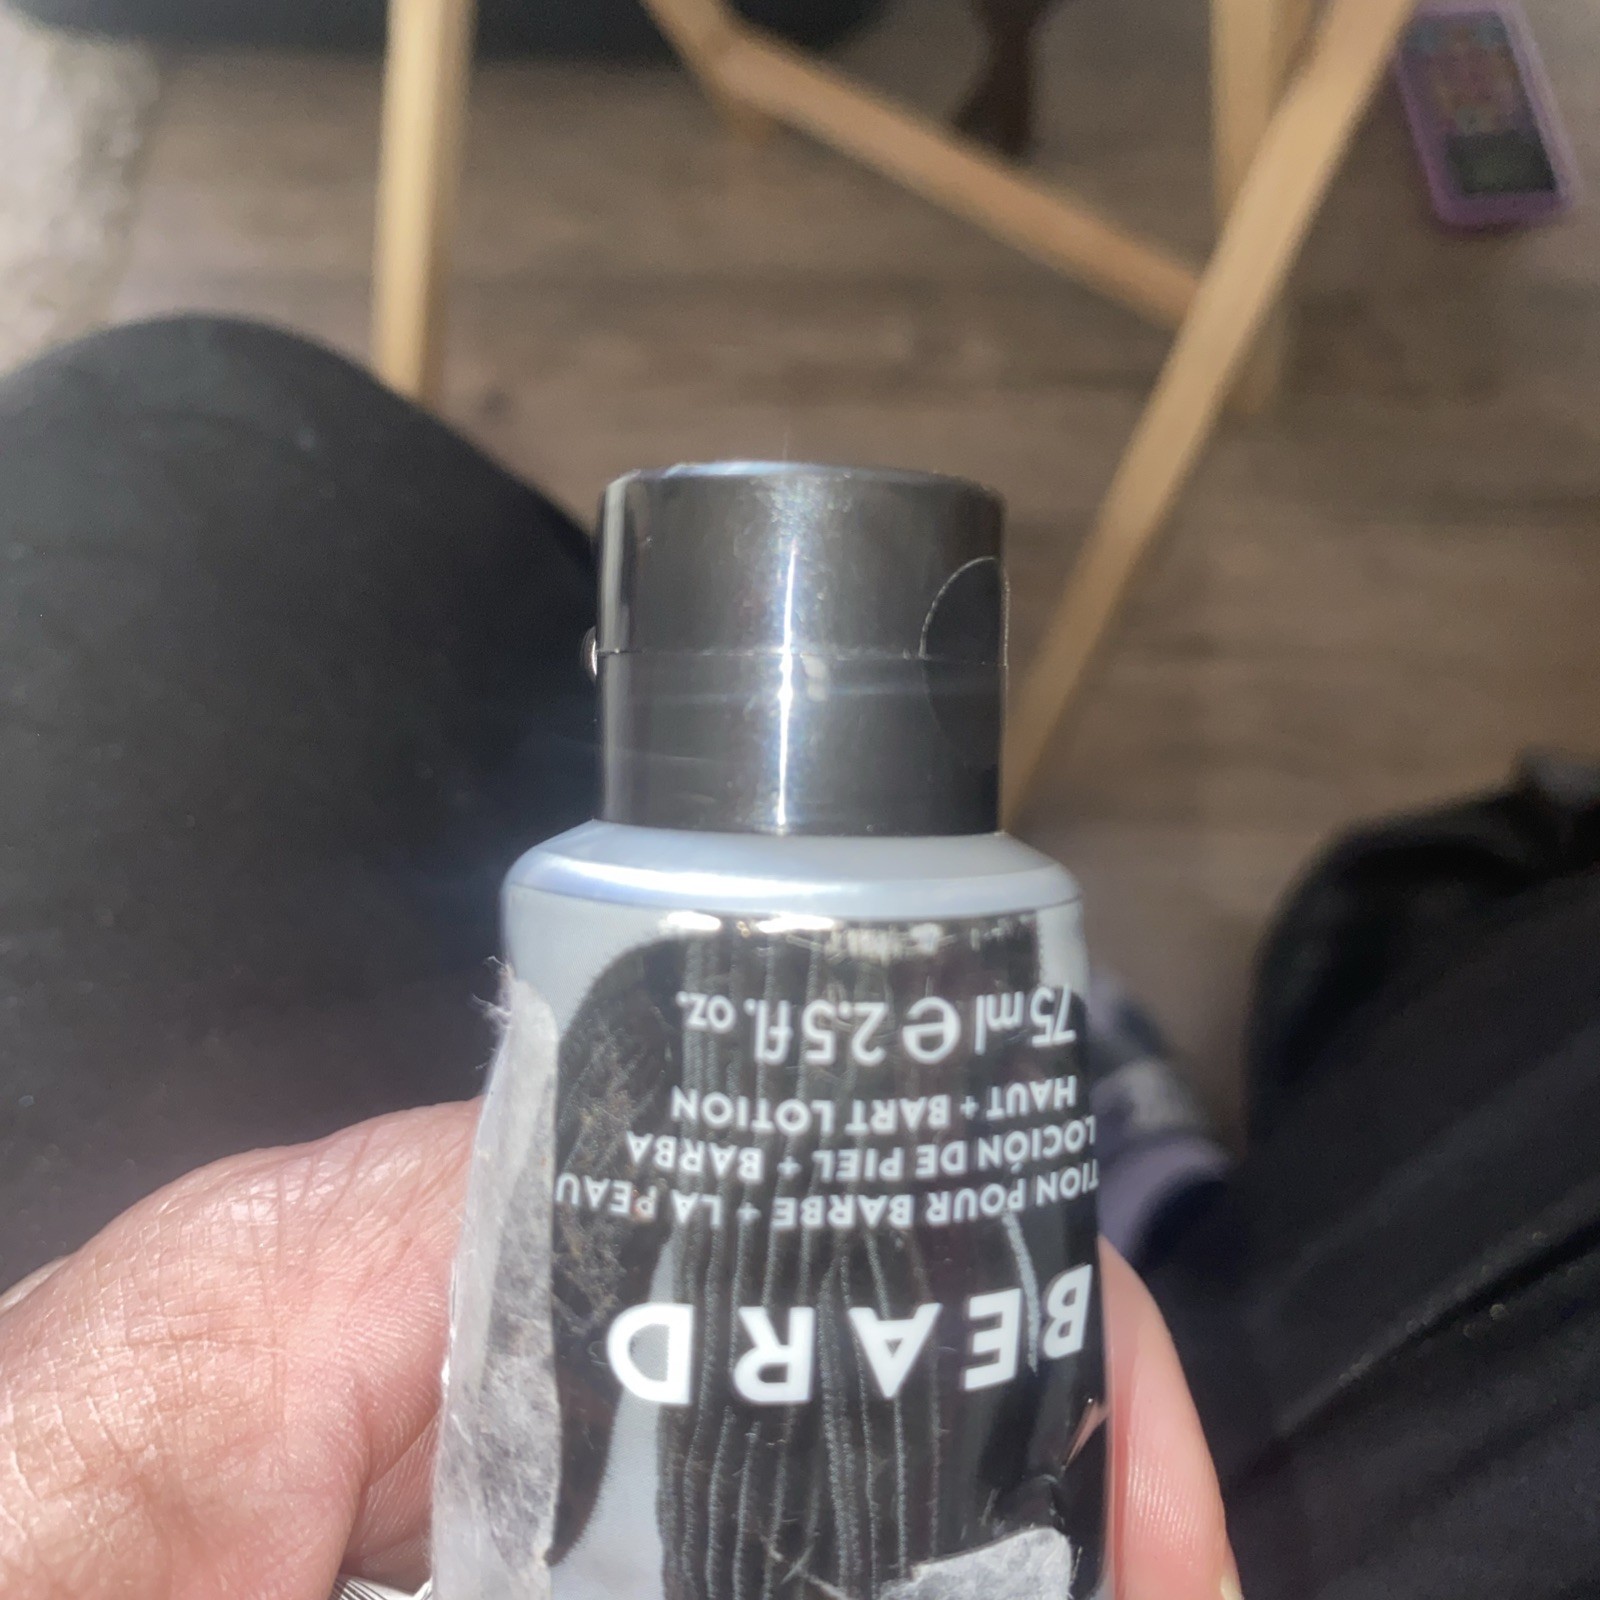 BEARD
TION POUR BARBE + LA PEAU
LOCIÓN DE PIEL + BARBA
HAUT + BART LOTION
75 ml ℮ 2.5 fl. oz.